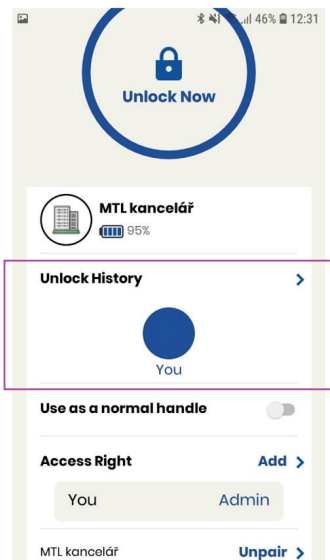 46% 12:31
Unlock Now
MTL kancelář
95%
Unlock History
You
Use as a normal handle
Access Right Add
You Admin
MTL kancelář Unpair